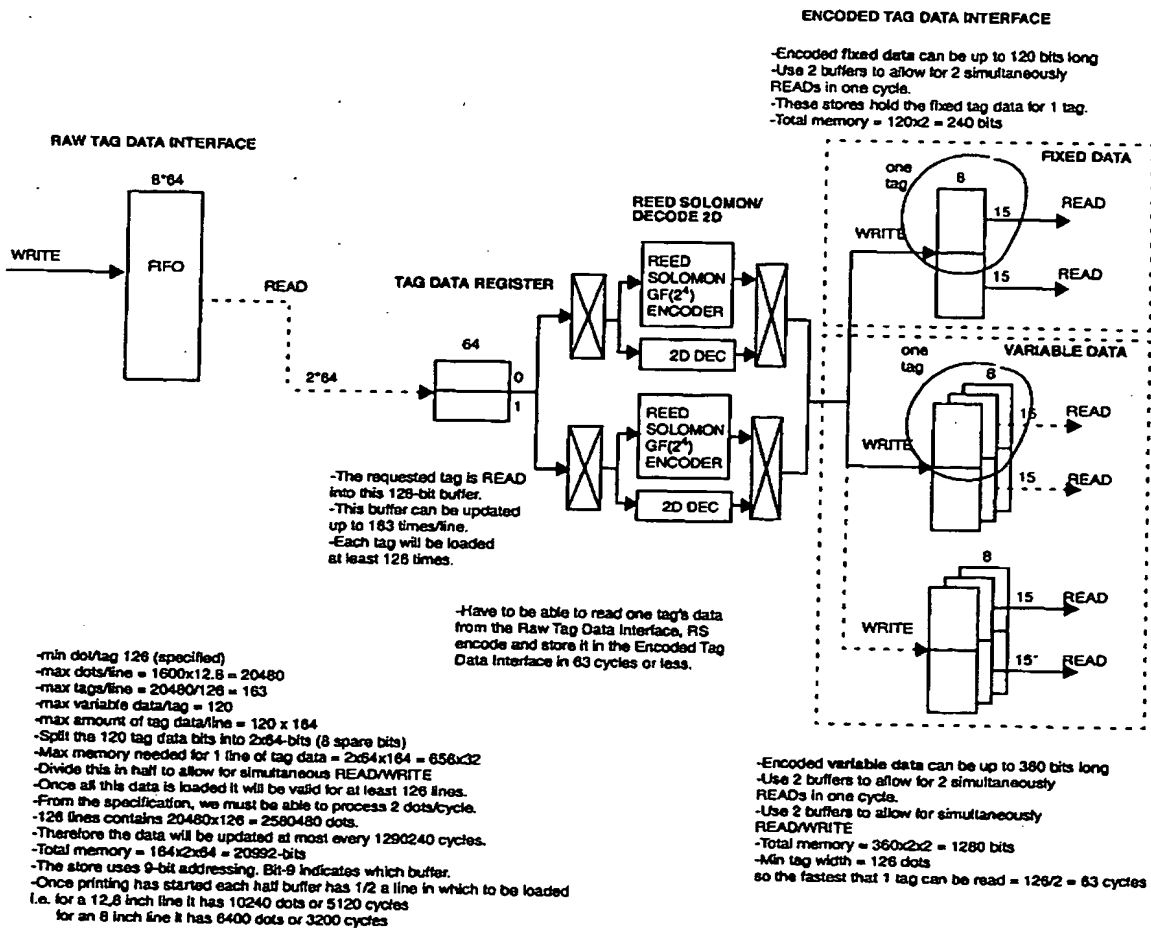 ENCODED TAG DATA INTERFACE
-Encoded fixed data can be up to 120 bits long
-Use 2 buffers to allow for 2 simultaneously
READs in one cycle.
-These stores hold the fixed tag data for 1 tag.
-Total memory = 120x2 = 240 bits
RAW TAG DATA INTERFACE
8*64
WRITE
FIFO
READ
2*64
TAG DATA REGISTER
64
0
1
REED SOLOMON/
DECODE 2D
REED
SOLOMON
GF(2⁴)
ENCODER
2D DEC
REED
SOLOMON
GF(2⁴)
ENCODER
2D DEC
FIXED DATA
one
tag
8
15
READ
WRITE
15
READ
VARIABLE DATA
one
tag
8
15
READ
WRITE
15
READ
8
15
READ
WRITE
15
READ
-The requested tag is READ
into this 128-bit buffer.
-This buffer can be updated
up to 163 times/line.
-Each tag will be loaded
at least 126 times.
-Have to be able to read one tag's data
from the Raw Tag Data Interface, RS
encode and store it in the Encoded Tag
Data Interface in 63 cycles or less.
-min dot/tag 126 (specified)
-max dots/line = 1600x12.8 = 20480
-max tags/line = 20480/126 = 163
-max variable data/tag = 120
-max amount of tag data/line = 120 x 164
-Split the 120 tag data bits into 2x64-bits (8 spare bits)
-Max memory needed for 1 line of tag data = 2x64x164 = 656x32
-Divide this in half to allow for simultaneous READ/WRITE
-Once all this data is loaded it will be valid for at least 126 lines.
-From the specification, we must be able to process 2 dots/cycle.
-126 lines contains 20480x126 = 2580480 dots.
-Therefore the data will be updated at most every 1290240 cycles.
-Total memory = 164x2x64 = 20992-bits
-The store uses 9-bit addressing. Bit-9 indicates which buffer.
-Once printing has started each half buffer has 1/2 a line in which to be loaded
i.e. for a 12,8 inch line it has 10240 dots or 5120 cycles
for an 8 inch line it has 6400 dots or 3200 cycles
-Encoded variable data can be up to 360 bits long
-Use 2 buffers to allow for 2 simultaneously
READs in one cycle.
-Use 2 buffers to allow for simultaneously
READ/WRITE
-Total memory = 360x2x2 = 1280 bits
-Min tag width = 126 dots
so the fastest that 1 tag can be read = 126/2 = 63 cycles